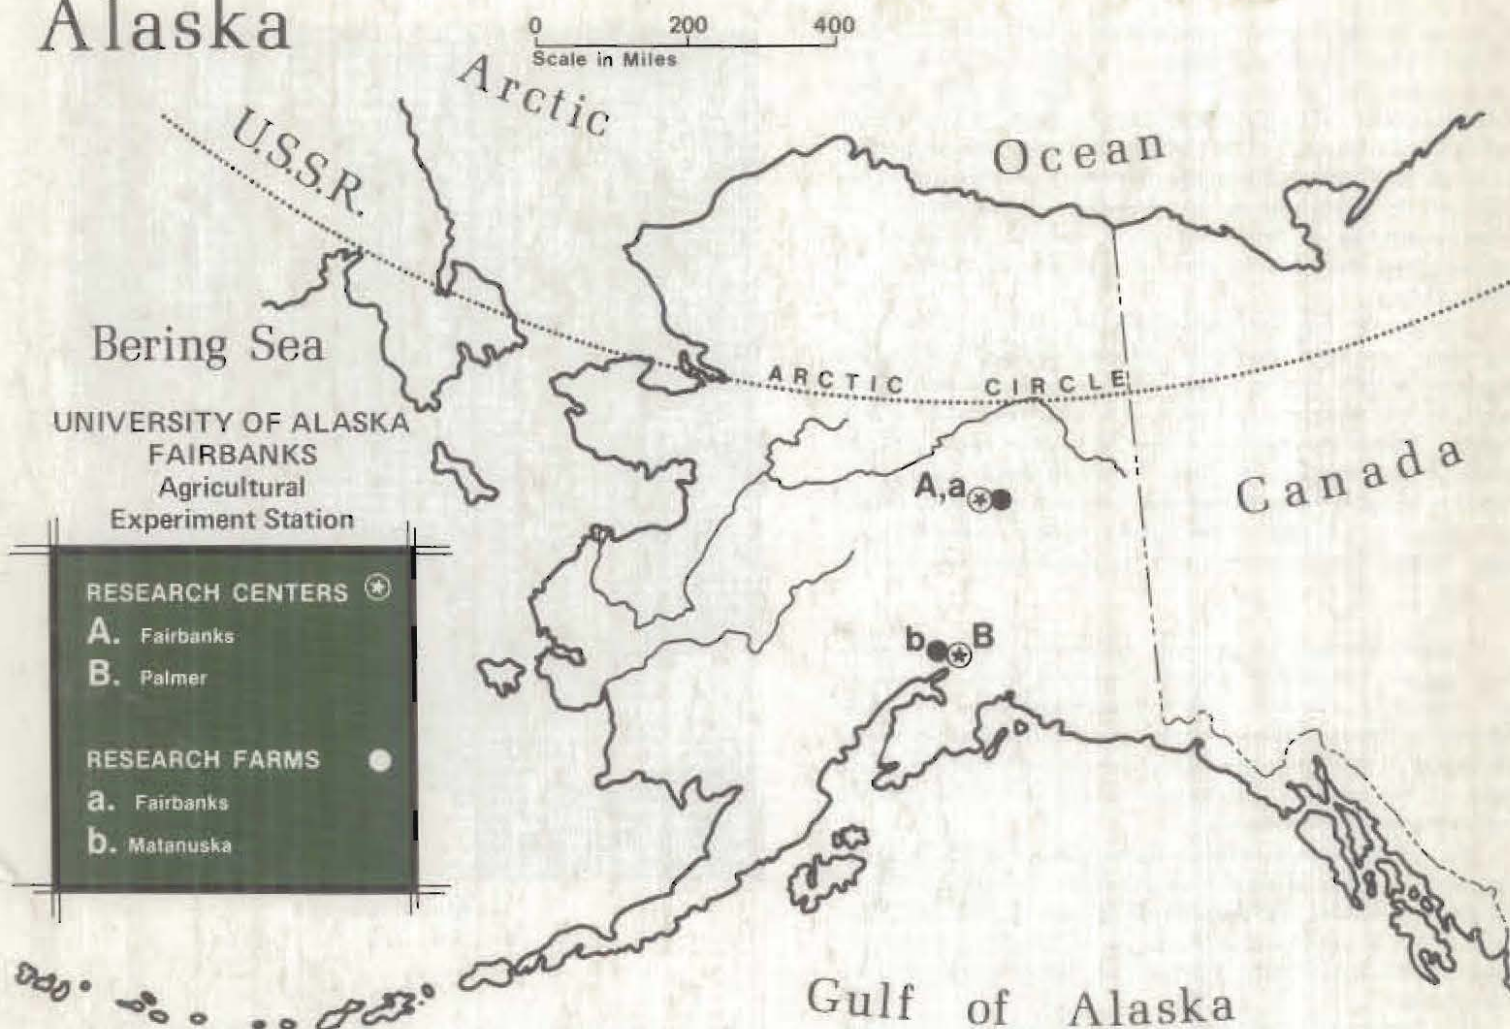 Alaska
0 200 400
Scale in Miles
Arctic
Ocean
U.S.S.R.
Bering Sea
ARCTIC CIRCLE
UNIVERSITY OF ALASKA
FAIRBANKS
Agricultural
Experiment Station
Canada
A,a
RESEARCH CENTERS
A. Fairbanks
B. Palmer
b B
RESEARCH FARMS
a. Fairbanks
b. Matanuska
Gulf of Alaska